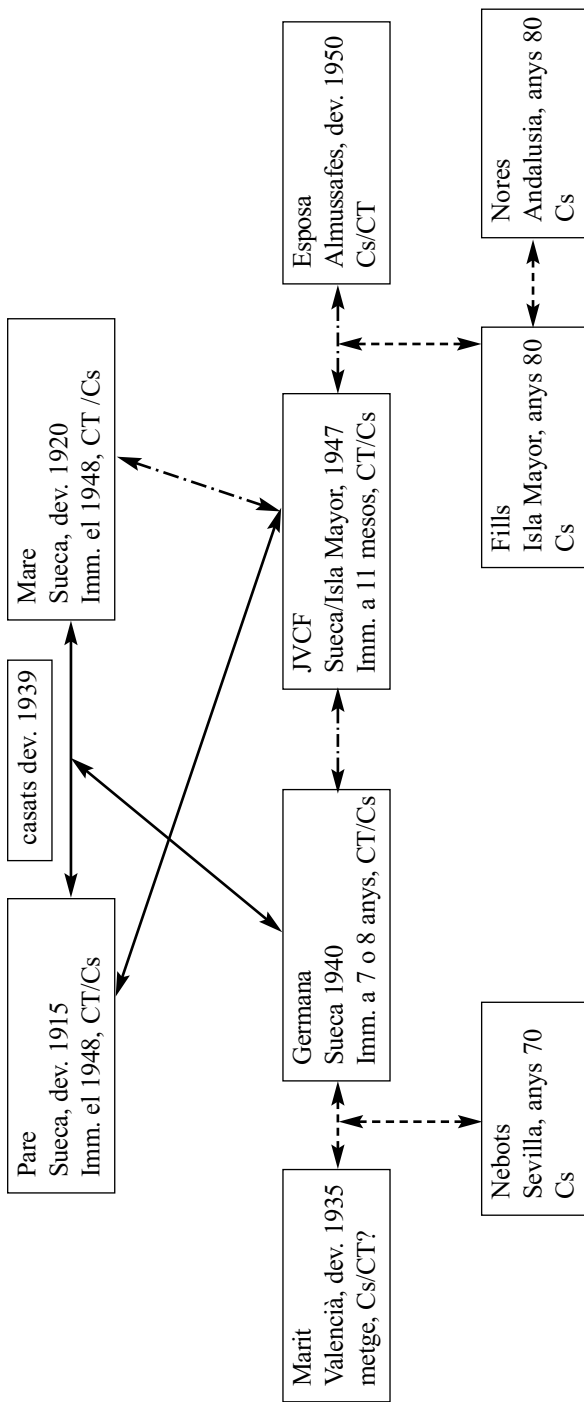 Pare
Sueca, dev. 1915
Imm. el 1948, CT/Cs
casats dev. 1939
Mare
Sueca, dev. 1920
Imm. el 1948, CT /Cs
Marit
Valencià, dev. 1935
metge, Cs/CT?
Germana
Sueca 1940
Imm. a 7 o 8 anys, CT/Cs
JVCF
Sueca/Isla Mayor, 1947
Imm. a 11 mesos, CT/Cs
Esposa
Almussafes, dev. 1950
Cs/CT
Nebots
Sevilla, anys 70
Cs
Fills
Isla Mayor, anys 80
Cs
Nores
Andalusia, anys 80
Cs